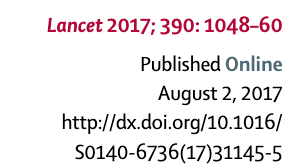 Lancet 2017; 390: 1048–60
Published Online
August 2, 2017
http://dx.doi.org/10.1016/
S0140-6736(17)31145-5